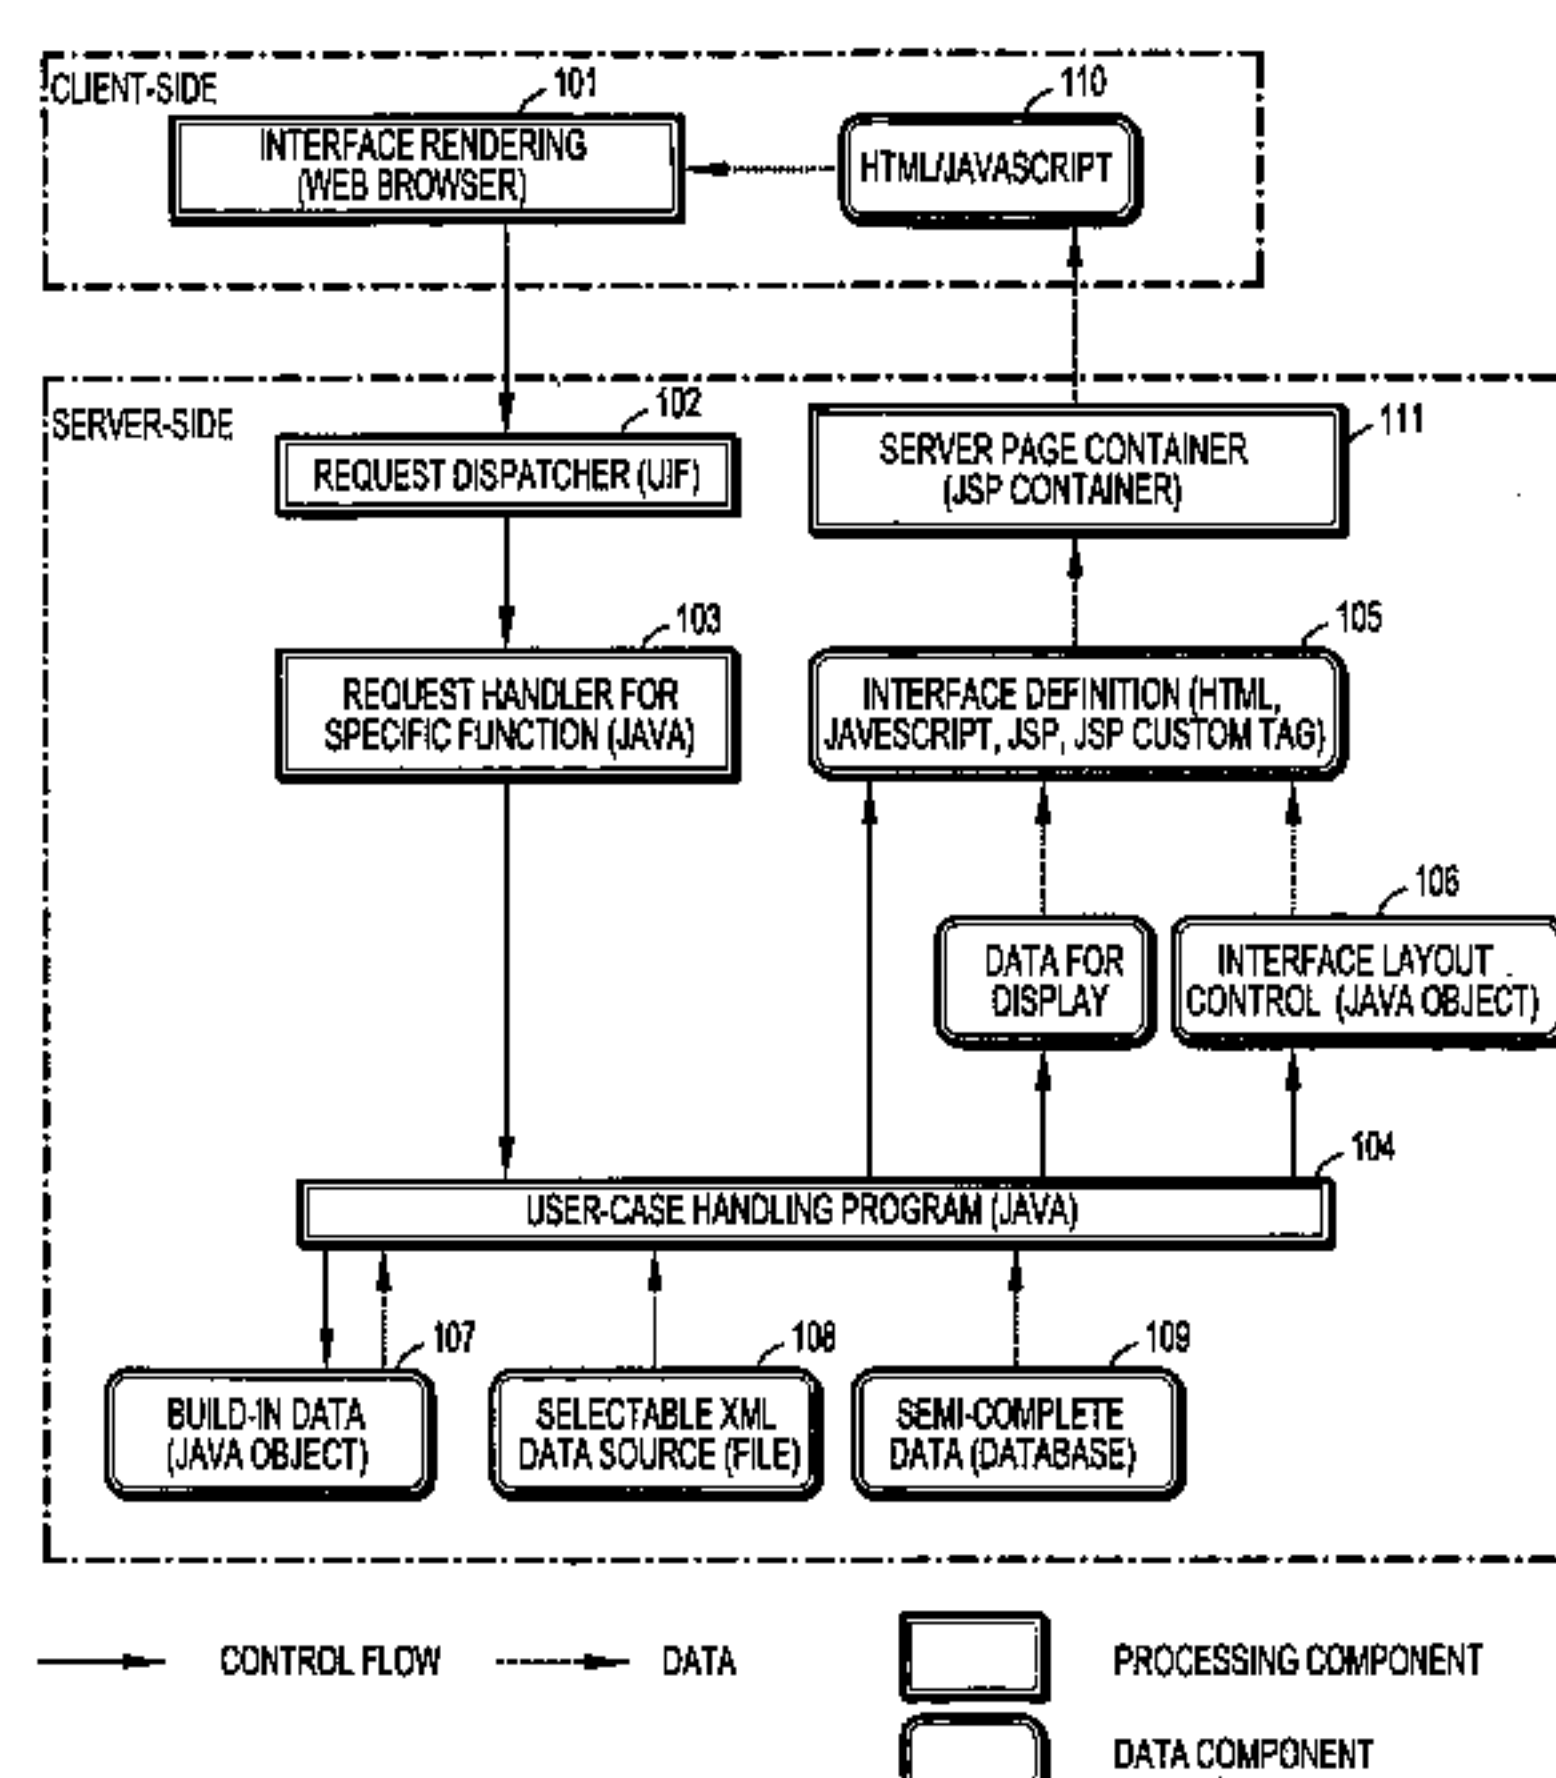 CLIENT-SIDE
101
INTERFACE RENDERING
(WEB BROWSER)
110
HTML/JAVASCRIPT
SERVER-SIDE
102
REQUEST DISPATCHER (UIF)
SERVER PAGE CONTAINER
(JSP CONTAINER)
111
103
REQUEST HANDLER FOR
SPECIFIC FUNCTION (JAVA)
105
INTERFACE DEFINITION (HTML,
JAVESCRIPT, JSP, JSP CUSTOM TAG)
DATA FOR
DISPLAY
106
INTERFACE LAYOUT
CONTROL (JAVA OBJECT)
104
USER-CASE HANDLING PROGRAM (JAVA)
107
BUILD-IN DATA
(JAVA OBJECT)
108
SELECTABLE XML
DATA SOURCE (FILE)
109
SEMI-COMPLETE
DATA (DATABASE)
CONTROL FLOW
DATA
PROCESSING COMPONENT
DATA COMPONENT